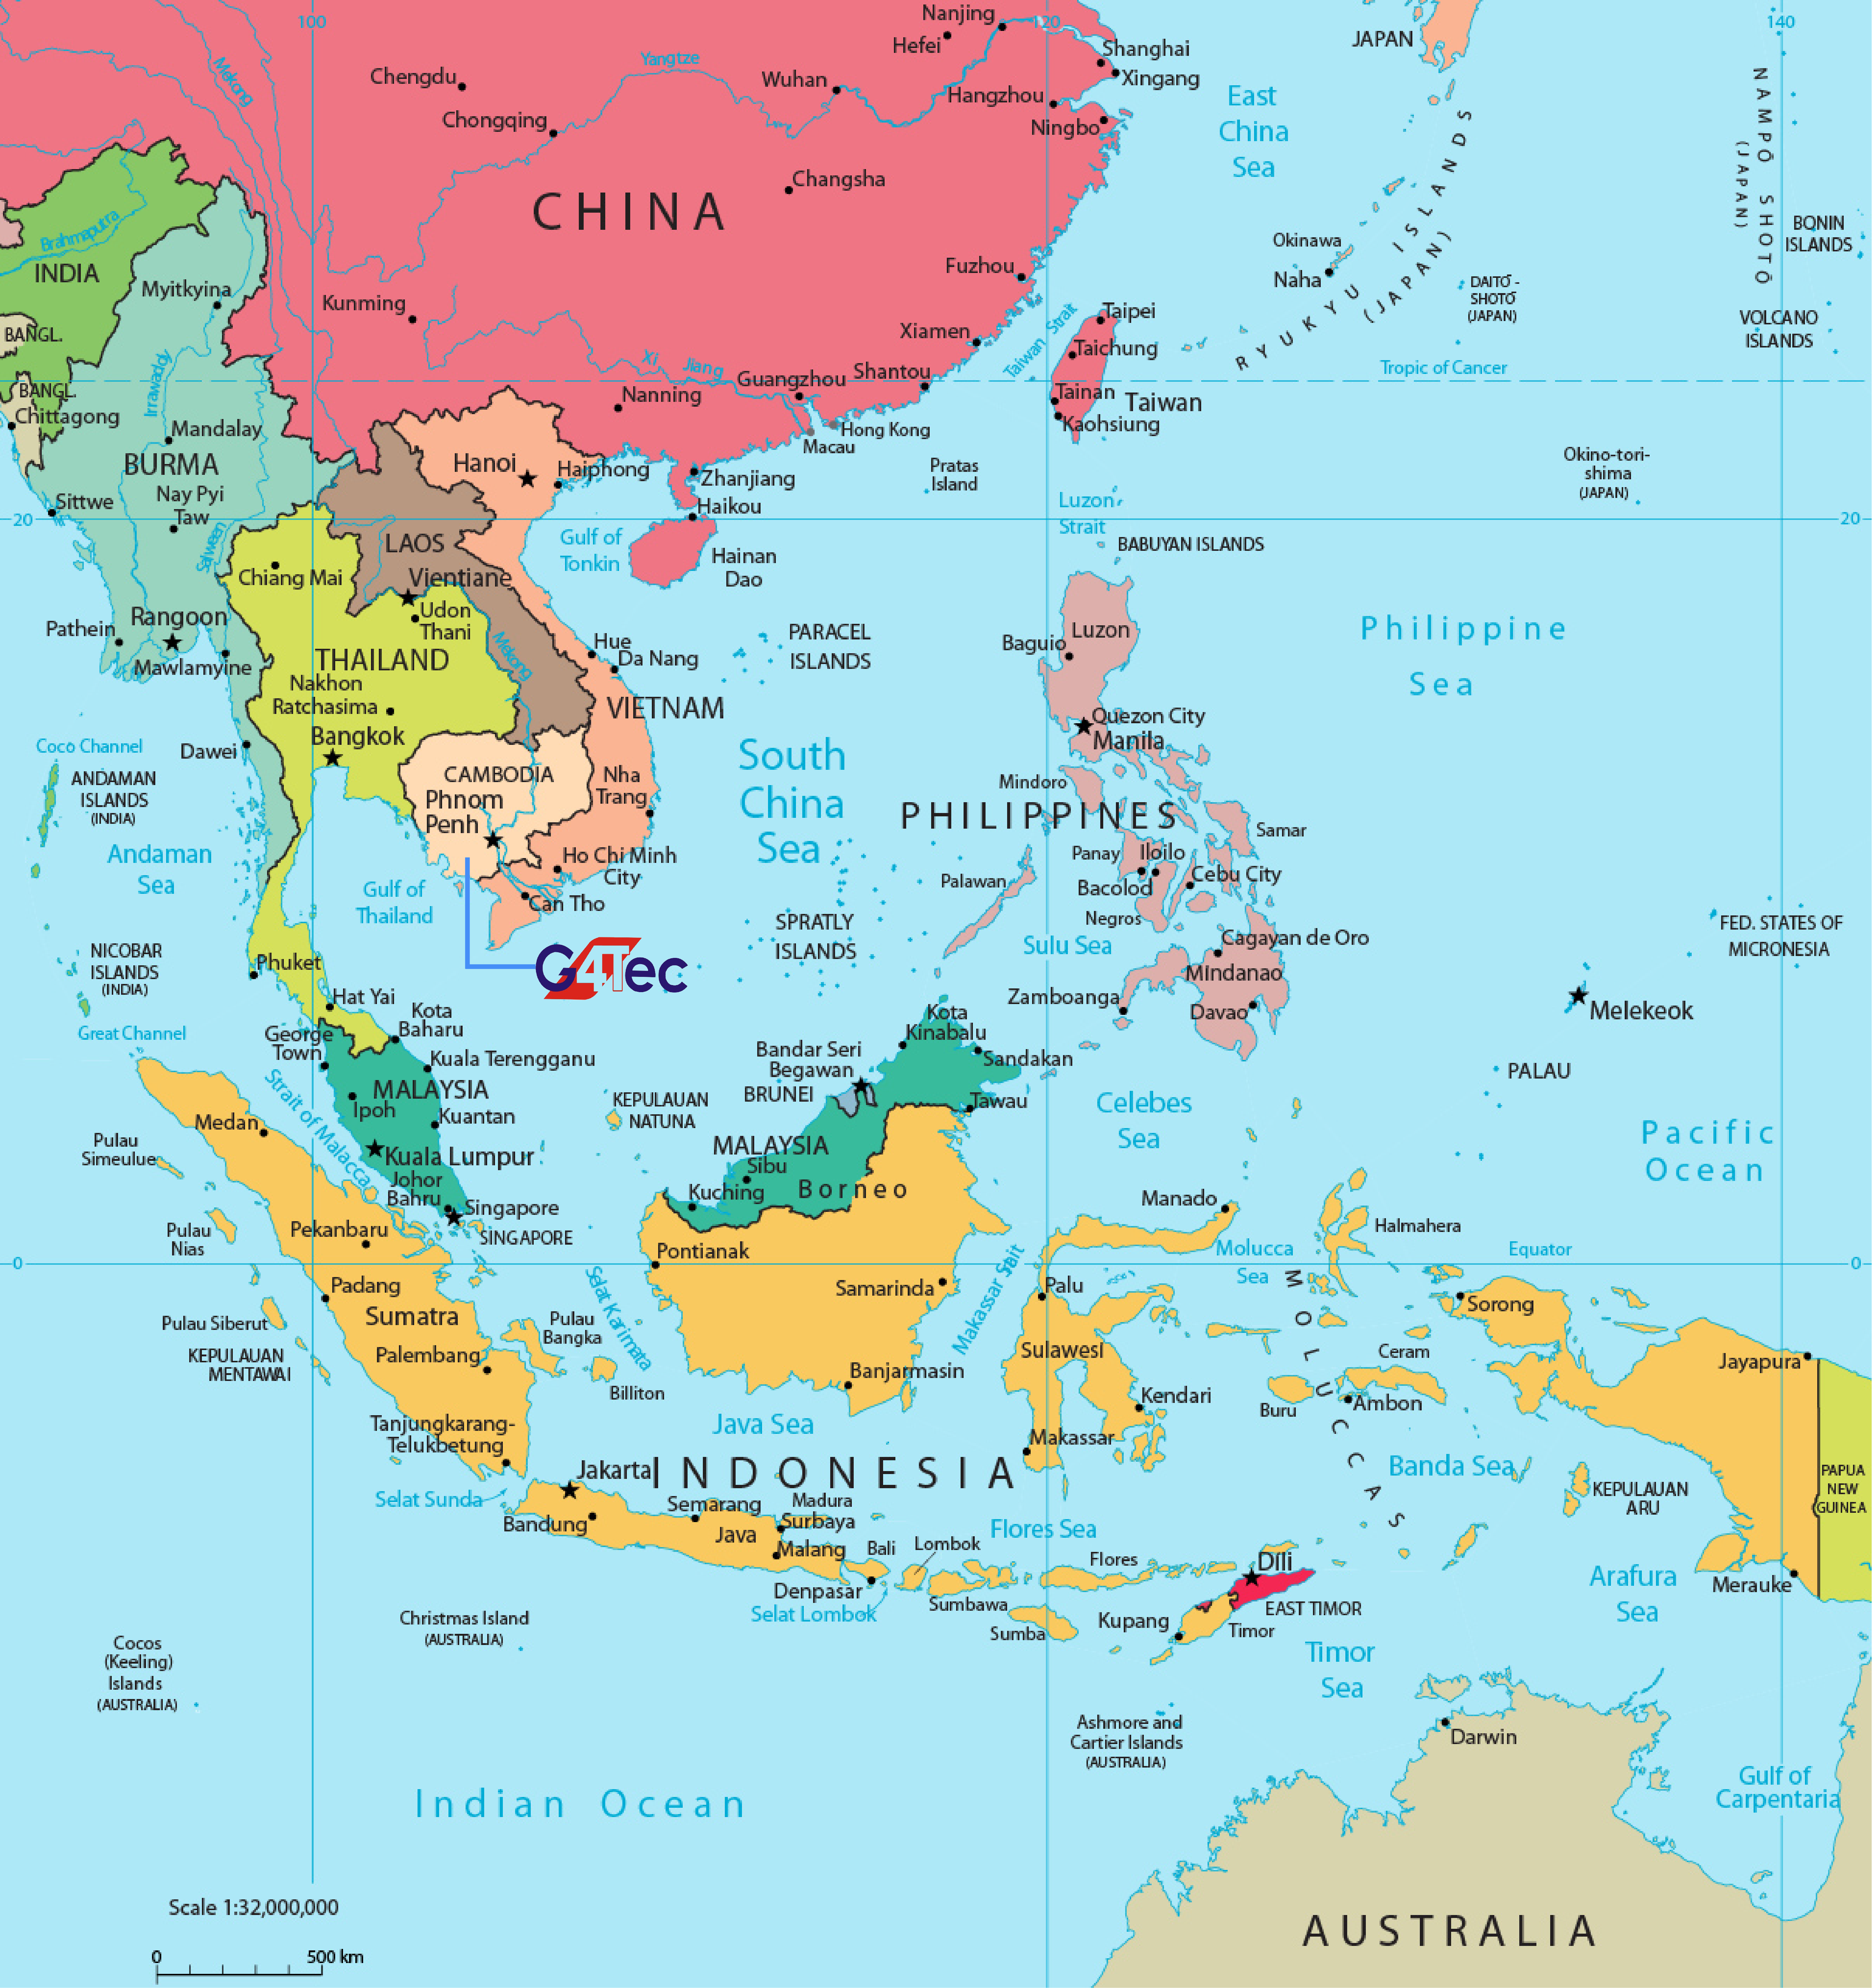 100
120
140
Nanjing
Hefei
Shanghai
Xingang
JAPAN
Chengdu
Yangtze
Wuhan
Hangzhou
Ningbo
Mekong
Chongqing
East
China
Sea
NAMPŌ SHOTŌ
(JAPAN)
Changsha
CHINA
Brahmaputra
INDIA
Myitkyina
Kunming
Fuzhou
Okinawa
Naha
RYUKYU ISLANDS
(JAPAN)
BONIN
ISLANDS
DAITŌ -
SHOTŌ
(JAPAN)
VOLCANO
ISLANDS
BANGL.
Xiamen
Taiwan Strait
Taipei
Taichung
Tropic of Cancer
BANGL.
Chittagong
Irrawaddy
Xi Jiang
Guangzhou
Shantou
Nanning
Tainan
Taiwan
Kaohsiung
Mandalay
Hong Kong
Macau
BURMA
Hanoi
Haiphong
Zhanjiang
Pratas
Island
Okino-tori-
shima
(JAPAN)
Sittwe
Nay Pyi
Taw
Salween
Haikou
Luzon
Strait
20
20
Gulf of
Tonkin
LAOS
Hainan
Dao
BABUYAN ISLANDS
Chiang Mai
Vientiane
Udon
Thani
Pathein
Rangoon
Mawlamyine
Mekong
Hue
Da Nang
PARACEL
ISLANDS
Baguio
Luzon
Philippine
Sea
THAILAND
Nakhon
Ratchasima
VIETNAM
Bangkok
Quezon City
Manila
Coco Channel
Dawei
South
China
Sea
ANDAMAN
ISLANDS
(INDIA)
CAMBODIA
Phnom
Penh
Nha
Trang
Mindoro
PHILIPPINES
Samar
Andaman
Sea
Ho Chi Minh
City
Panay
Iloilo
Palawan
Bacolod
Cebu City
Negros
Gulf of
Thailand
Can Tho
SPRATLY
ISLANDS
Sulu Sea
Cagayan de Oro
FED. STATES OF
MICRONESIA
NICOBAR
ISLANDS
(INDIA)
Phuket
G4Tec
Mindanao
Zamboanga
Davao
Melekeok
Hat Yai
Great Channel
George
Town
Kota
Baharu
Kota
Kinabalu
Sandakan
Kuala Terengganu
Bandar Seri
Begawan
BRUNEI
PALAU
Strait of Malacca
MALAYSIA
Ipoh
Kuantan
KEPULAUAN
NATUNA
Tawau
Celebes
Sea
Medan
Pulau
Simeulue
Kuala Lumpur
MALAYSIA
Sibu
Borneo
Kuching
Pacific
Ocean
Johor
Bahru
Singapore
SINGAPORE
Manado
Halmahera
Pulau
Nias
Pekanbaru
Pontianak
Molucca
Sea
Equator
0
0
Padang
Selat Karimata
Samarinda
Makassar Strait
Palu
Sorong
Pulau Siberut
Sumatra
Pulau
Bangka
MOLUCCAS
KEPULAUAN
MENTAWAI
Palembang
Billiton
Banjarmasin
Sulawesi
Ceram
Jayapura
Kendari
Buru
Ambon
Tanjungkarang-
Telukbetung
Java Sea
Makassar
Banda Sea
INDONESIA
Jakarta
Selat Sunda
Bandung
Semarang
Madura
Surbaya
Java
Malang
Flores Sea
KEPULAUAN
ARU
PAPUA
NEW
GUINEA
Bali
Lombok
Flores
Dili
Denpasar
Selat Lombok
Sumbawa
Sumba
Kupang
EAST TIMOR
Timor
Arafura
Sea
Merauke
Christmas Island
(AUSTRALIA)
Cocos
(Keeling)
Islands
(AUSTRALIA)
Timor
Sea
Ashmore and
Cartier Islands
(AUSTRALIA)
Darwin
Gulf of
Carpentaria
Indian Ocean
Scale 1:32,000,000
0
500 km
AUSTRALIA